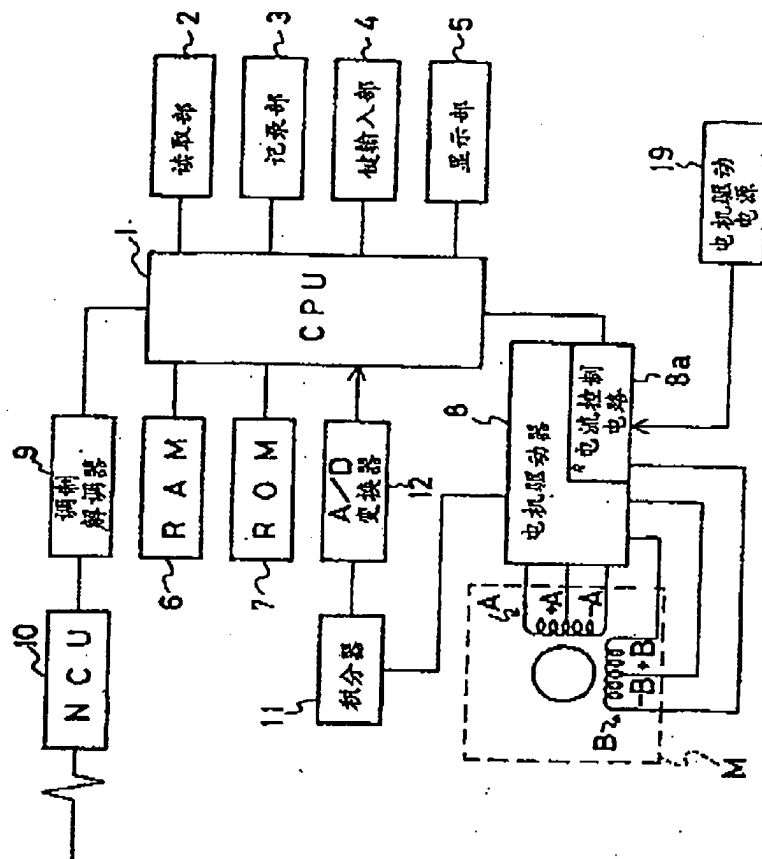 2
读取部
3
记录部
4
键输入部
5
显示部
1
CPU
9
调制
解调器
10
NCU
RAM
6
ROM
7
A/D
变换器
12
积分器
11
8
电机驱动器
电流控制
电路
8a
19
电机驱动
电源
A
+A
-A
B
-B
+B
M